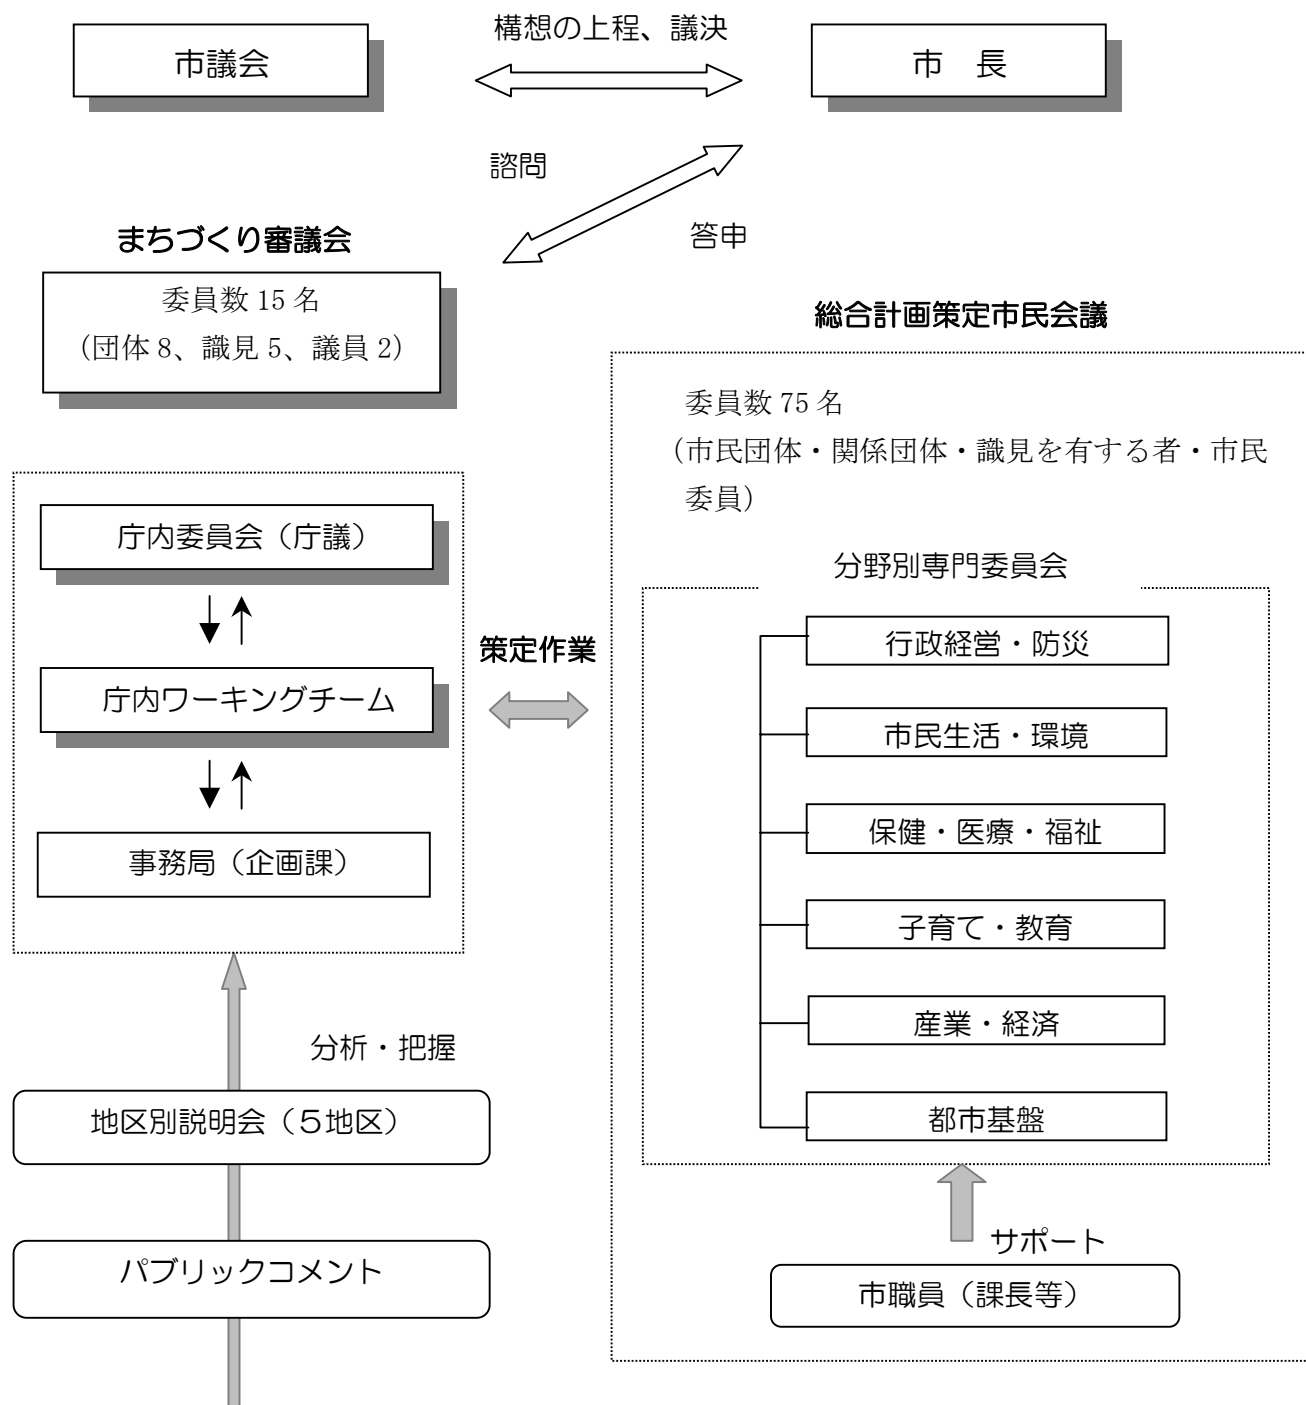 構想の上程、議決
市議会
市 長
諮問
答申
まちづくり審議会
委員数 15 名
(団体 8、識見 5、議員 2)
総合計画策定市民会議
委員数 75 名
(市民団体・関係団体・識見を有する者・市民
委員)
庁内委員会(庁議)
庁内ワーキングチーム
事務局(企画課)
策定作業
分野別専門委員会
行政経営・防災
市民生活・環境
保健・医療・福祉
子育て・教育
産業・経済
都市基盤
サポート
市職員(課長等)
分析・把握
地区別説明会(5地区)
パブリックコメント